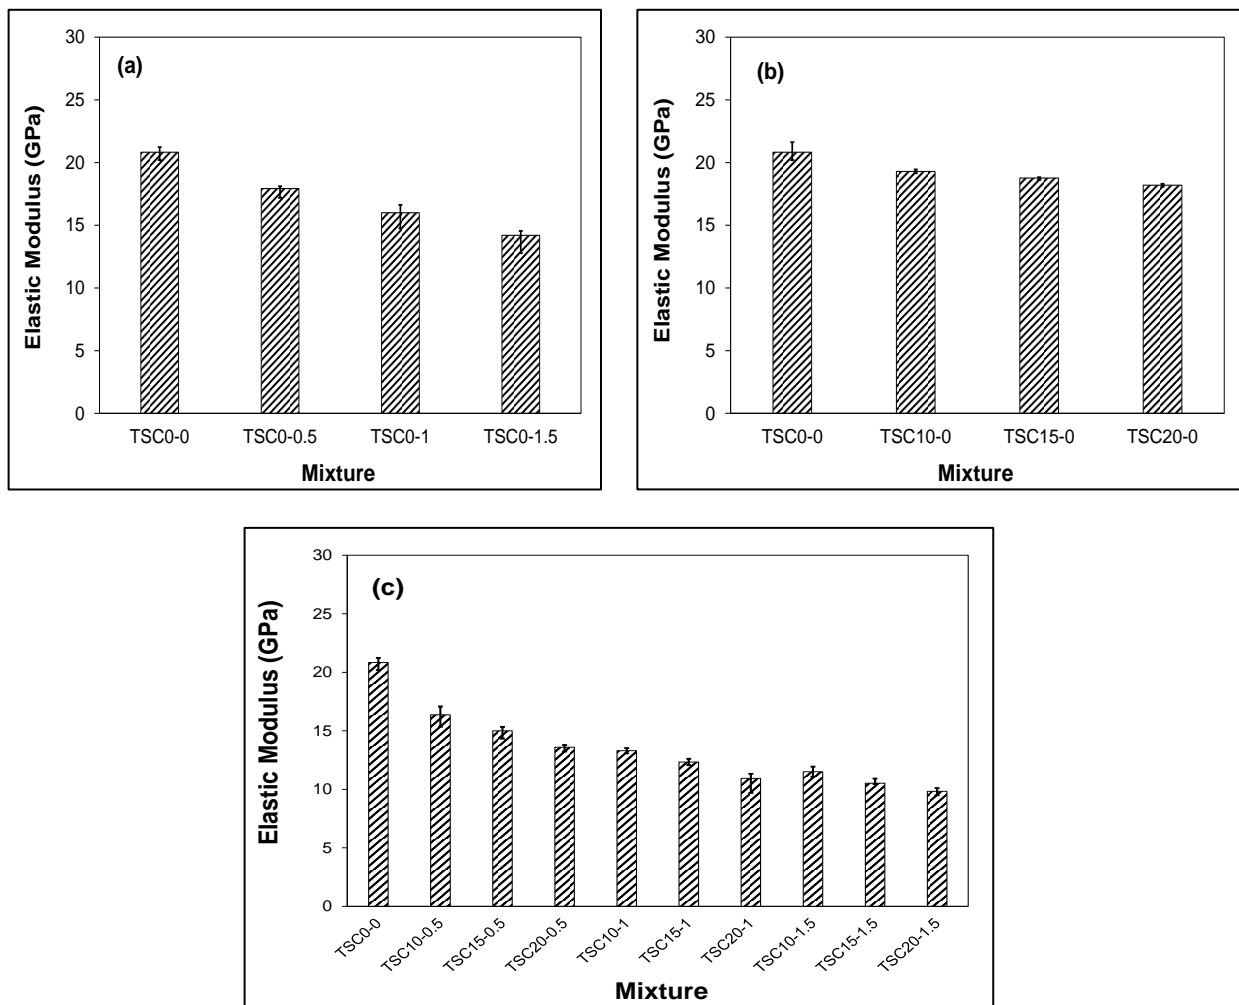 (a)
Elastic Modulus (GPa)
30
25
20
15
10
5
0
TSC0-0 TSC0-0.5 TSC0-1 TSC0-1.5
Mixture
(b)
Elastic Modulus (GPa)
30
25
20
15
10
5
0
TSC0-0 TSC10-0 TSC15-0 TSC20-0
Mixture
(c)
Elastic Modulus (GPa)
30
25
20
15
10
5
0
TSC0-0 TSC10-0.5 TSC15-0.5 TSC20-0.5 TSC10-1 TSC15-1 TSC20-1 TSC10-1.5 TSC15-1.5 TSC20-1.5
Mixture